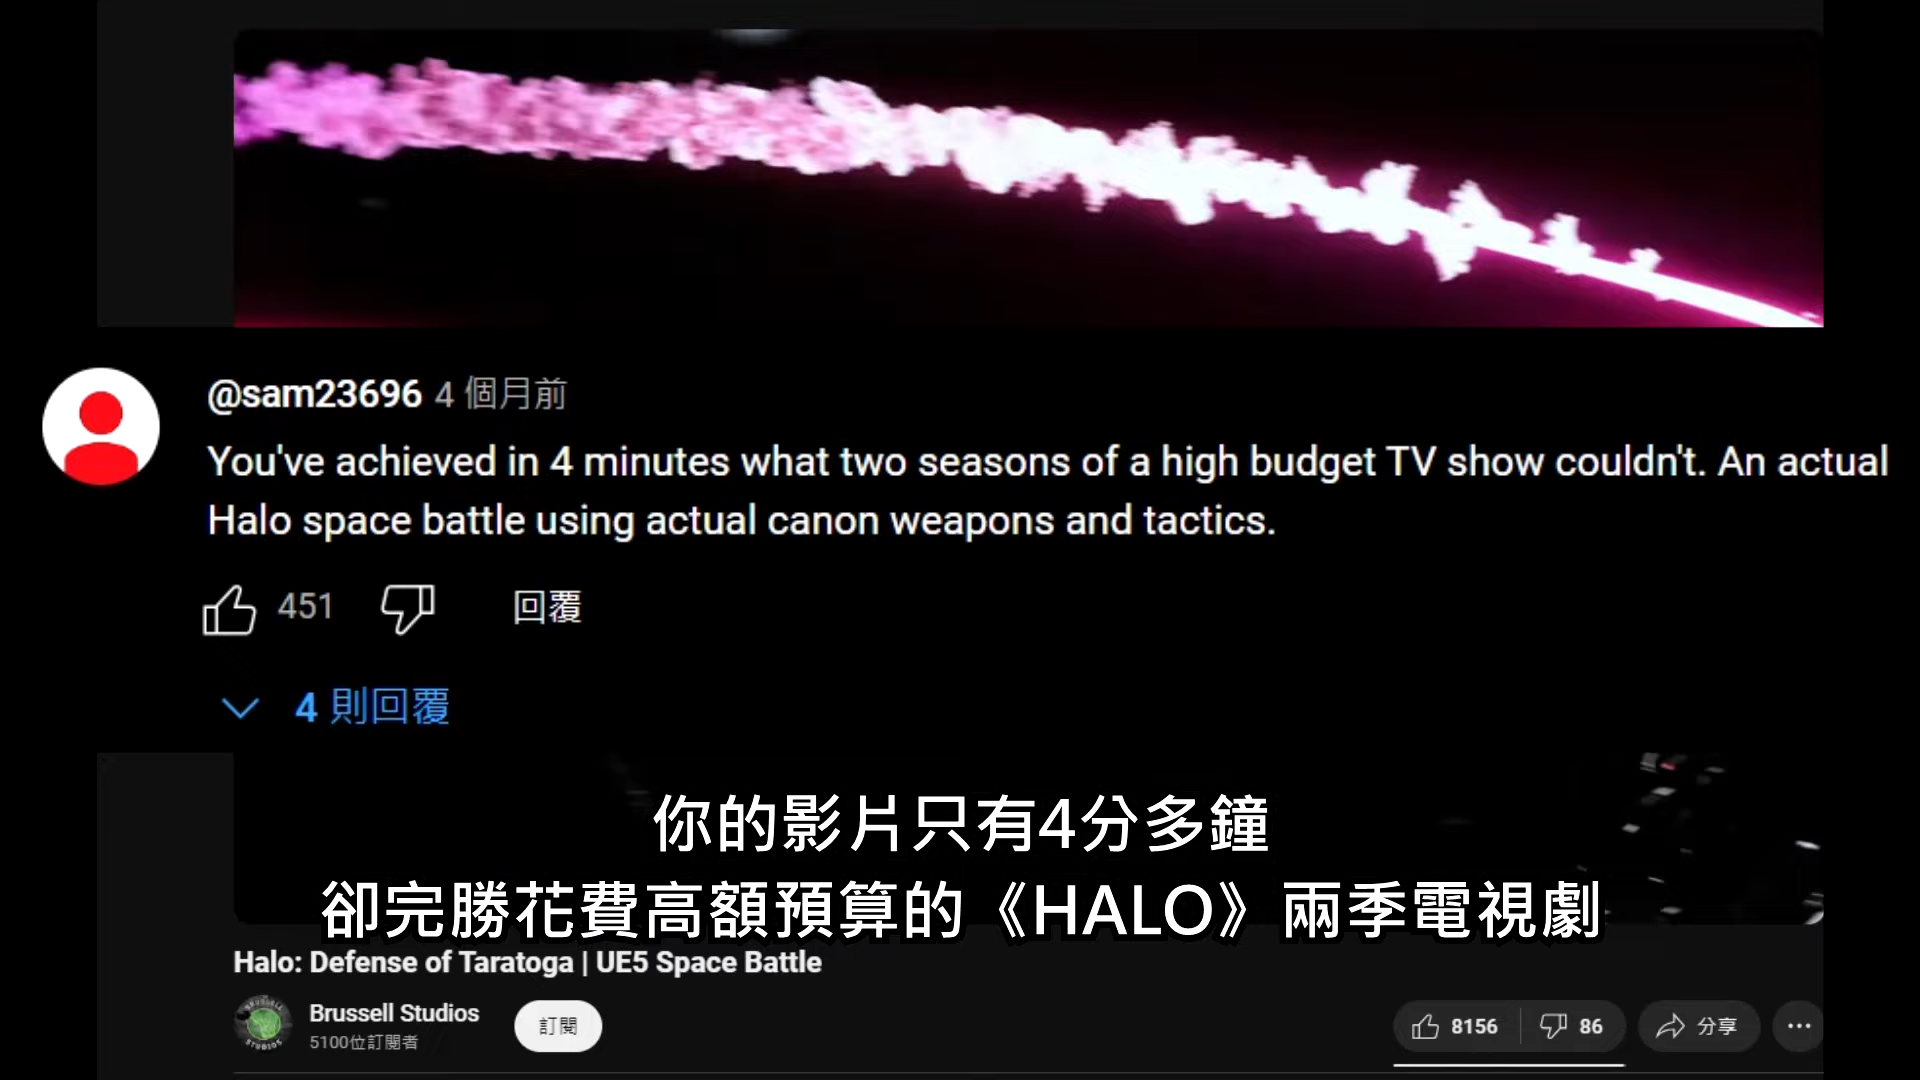 @sam23696 4 個月前
You've achieved in 4 minutes what two seasons of a high budget TV show couldn't. An actual
Halo space battle using actual canon weapons and tactics.
451 回覆
4 則回覆
你的影片只有4分多鐘
卻完勝花費高額預算的《HALO》兩季電視劇
Halo: Defense of Taratoga | UE5 Space Battle
Brussell Studios
5100位訂閱者
訂閱
8156 86 分享